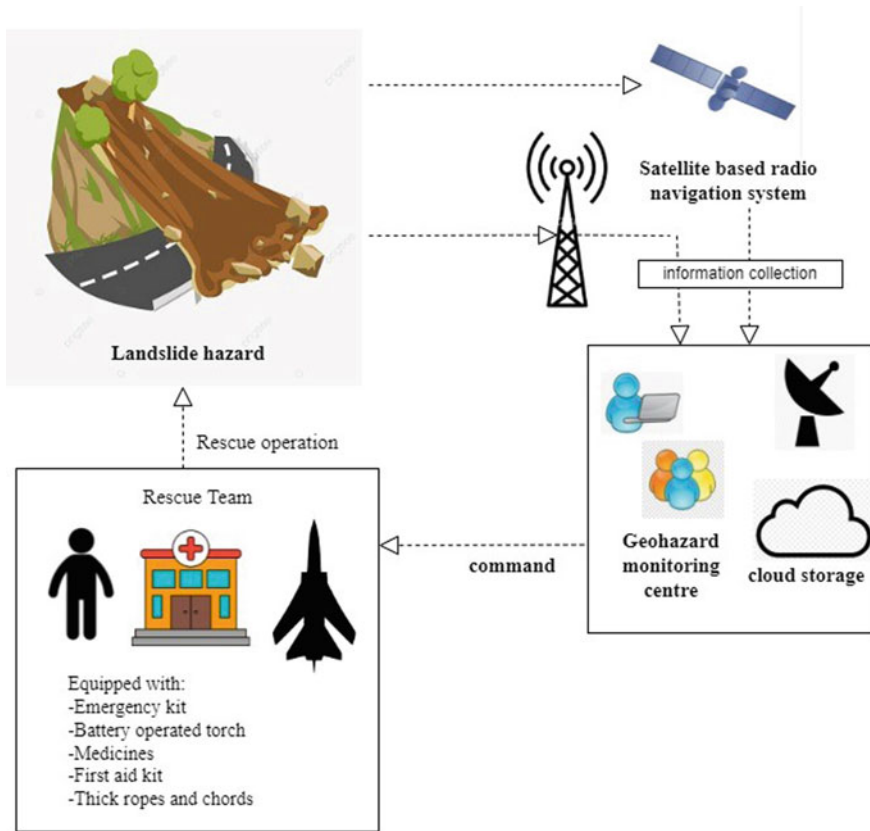 Satellite based radio
navigation system
information collection
Landslide hazard
Rescue operation
Rescue Team
Geohazard
monitoring
centre
cloud storage
command
Equipped with:
-Emergency kit
-Battery operated torch
-Medicines
-First aid kit
-Thick ropes and chords